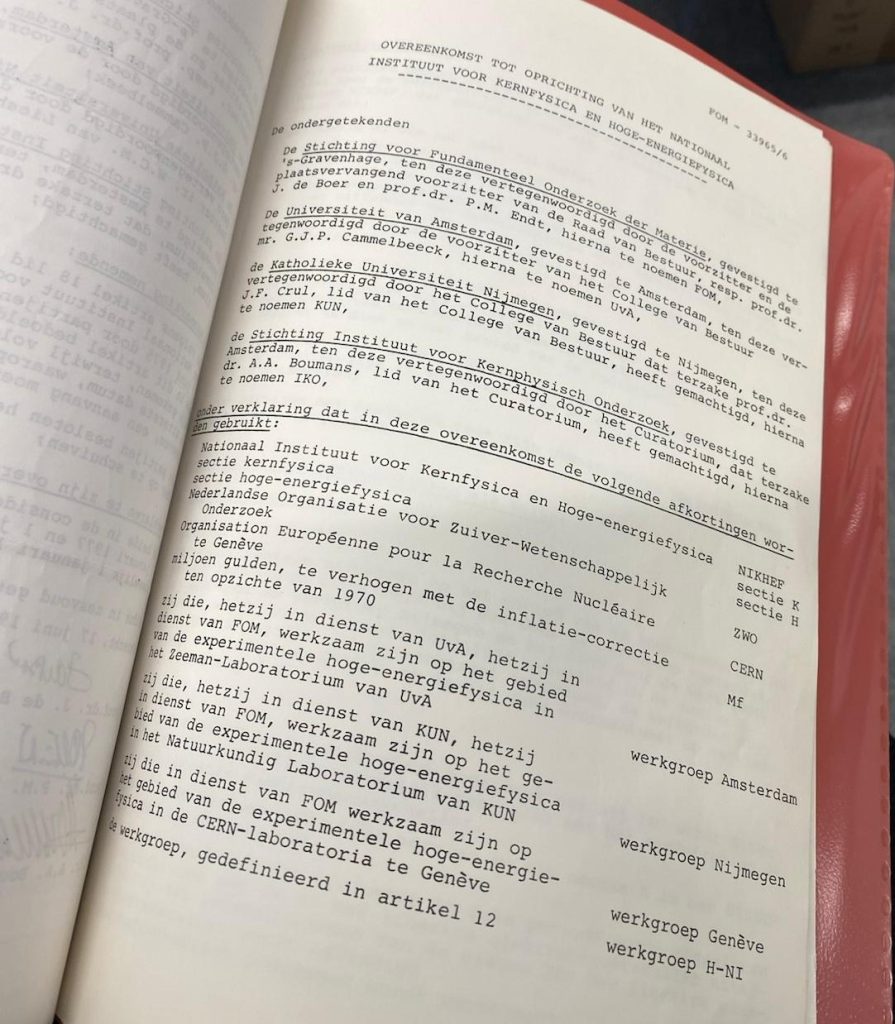 FOM - 33965/6
OVEREENKOMST TOT OPRICHTING VAN HET NATIONAAL
INSTITUUT VOOR KERNFYSICA EN HOGE-ENERGIEFYSICA
De ondergetekenden
De Stichting voor Fundamenteel Onderzoek der Materie, gevestigd te
's-Gravenhage, ten deze vertegenwoordigd door de voorzitter en de
plaatsvervangend voorzitter van de Raad van Bestuur, resp. prof.dr.
J. de Boer en prof.dr. P.M. Endt, hierna te noemen FOM,
De Universiteit van Amsterdam, gevestigd te Amsterdam, ten deze ver-
tegenwoordigd door de voorzitter van het College van Bestuur
mr. G.J.P. Cammelbeeck, hierna te noemen UvA,
de Katholieke Universiteit Nijmegen, gevestigd te Nijmegen, ten deze
vertegenwoordigd door het College van Bestuur dat terzake prof.dr.
J.F. Crul, lid van het College van Bestuur, heeft gemachtigd, hierna
te noemen KUN,
de Stichting Instituut voor Kernphysisch Onderzoek, gevestigd te
Amsterdam, ten deze vertegenwoordigd door het Curatorium, dat terzake
dr. A.A. Boumans, lid van het Curatorium, heeft gemachtigd, hierna
te noemen IKO,
onder verklaring dat in deze overeenkomst de volgende afkortingen wor-
den gebruikt:
Nationaal Instituut voor Kernfysica en Hoge-energiefysica NIKHEF
sectie kernfysica sectie K
sectie hoge-energiefysica sectie H
Nederlandse Organisatie voor Zuiver-Wetenschappelijk
Onderzoek ZWO
Organisation Européenne pour la Recherche Nucléaire
te Genève CERN
miljoen gulden, te verhogen met de inflatie-correctie
ten opzichte van 1970 Mf
zij die, hetzij in dienst van UvA, hetzij in
dienst van FOM, werkzaam zijn op het gebied
van de experimentele hoge-energiefysica in
het Zeeman-Laboratorium van UvA werkgroep Amsterdam
zij die, hetzij in dienst van KUN, hetzij
in dienst van FOM, werkzaam zijn op het ge-
bied van de experimentele hoge-energiefysica
in het Natuurkundig Laboratorium van KUN werkgroep Nijmegen
zij die in dienst van FOM werkzaam zijn op
het gebied van de experimentele hoge-energie-
fysica in de CERN-laboratoria te Genève werkgroep Genève
de werkgroep, gedefinieerd in artikel 12 werkgroep H-NI